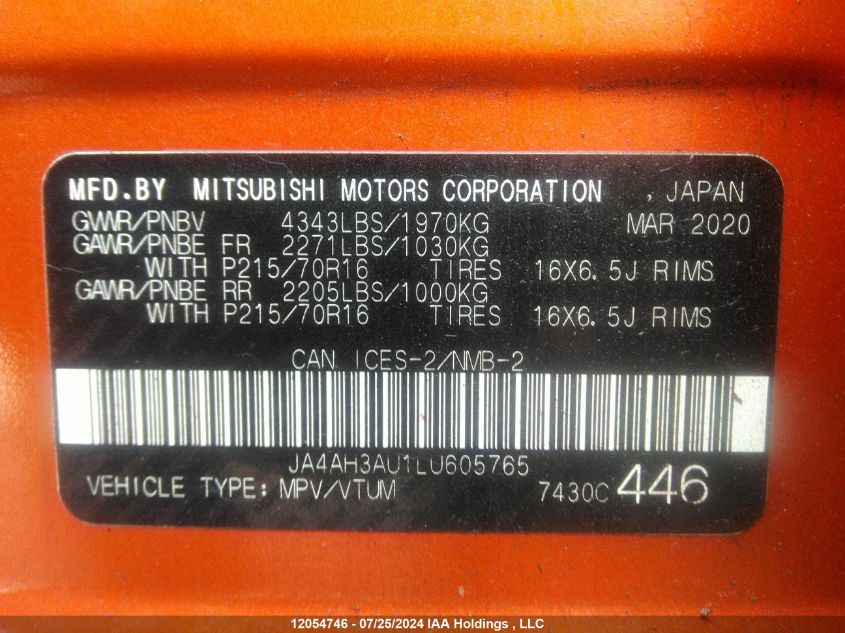 MFD.BY MITSUBISHI MOTORS CORPORATION , JAPAN
GWWR/PNBV 4343LBS/1970KG MAR 2020
GAWR/PNBE FR 2271LBS/1030KG
WITH P215/70R16 TIRES 16X6.5J RIMS
GAWR/PNBE RR 2205LBS/1000KG
WITH P215/70R16 TIRES 16X6.5J RIMS
CAN ICES-2/NMB-2
JA4AH3AU1LU605765
VEHICLE TYPE: MPV/VTUM 7430C 446
12054746 - 07/25/2024 IAA Holdings , LLC